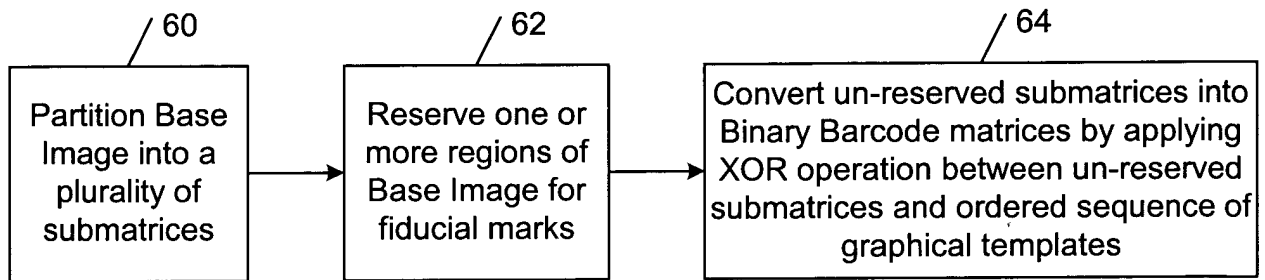 60
62
64
Partition Base
Image into a
plurality of
submatrices
Reserve one or
more regions of
Base Image for
fiducial marks
Convert un-reserved submatrices into
Binary Barcode matrices by applying
XOR operation between un-reserved
submatrices and ordered sequence of
graphical templates